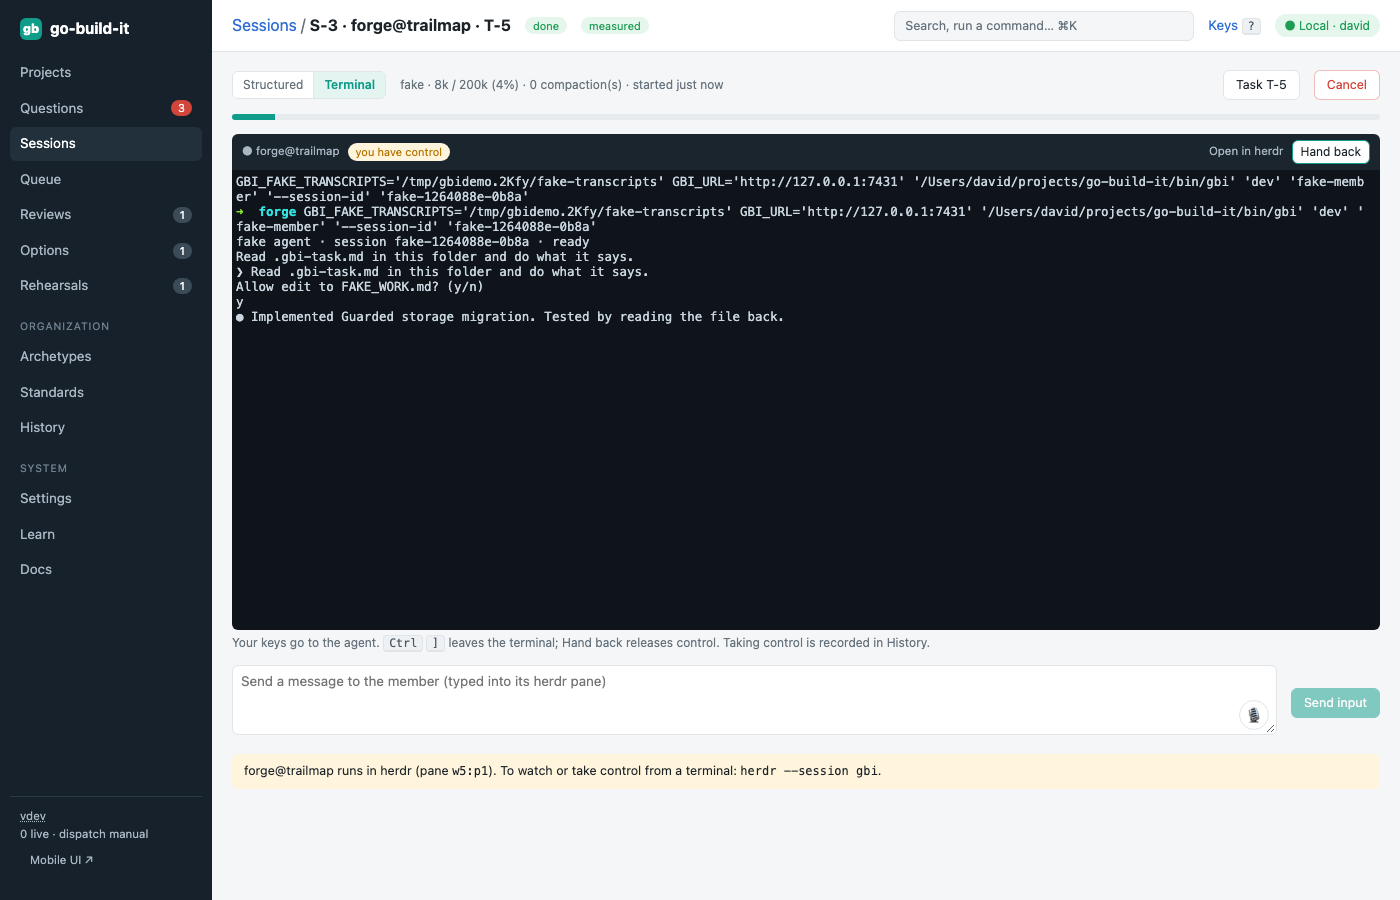 gb go-build-it
Projects
Questions 3
Sessions
Queue
Reviews 1
Options 1
Rehearsals 1
ORGANIZATION
Archetypes
Standards
History
SYSTEM
Settings
Learn
Docs
vdev
0 live · dispatch manual
Mobile UI ↗
Sessions / S-3 · forge@trailmap · T-5 done measured
Search, run a command... ⌘K
Keys ? Local · david
Structured Terminal fake · 8k / 200k (4%) · 0 compaction(s) · started just now
Task T-5 Cancel
forge@trailmap you have control
Open in herdr Hand back
GBI_FAKE_TRANSCRIPTS='/tmp/gbidemo.2Kfy/fake-transcripts' GBI_URL='http://127.0.0.1:7431' '/Users/david/projects/go-build-it/bin/gbi' 'dev' 'fake-memb
er' '--session-id' 'fake-1264088e-0b8a'
→ forge GBI_FAKE_TRANSCRIPTS='/tmp/gbidemo.2Kfy/fake-transcripts' GBI_URL='http://127.0.0.1:7431' '/Users/david/projects/go-build-it/bin/gbi' 'dev' '
fake-member' '--session-id' 'fake-1264088e-0b8a'
fake agent · session fake-1264088e-0b8a · ready
Read .gbi-task.md in this folder and do what it says.
❯ Read .gbi-task.md in this folder and do what it says.
Allow edit to FAKE_WORK.md? (y/n)
y
● Implemented Guarded storage migration. Tested by reading the file back.
Your keys go to the agent. Ctrl ] leaves the terminal; Hand back releases control. Taking control is recorded in History.
Send a message to the member (typed into its herdr pane)
Send input
forge@trailmap runs in herdr (pane w5:p1). To watch or take control from a terminal: herdr --session gbi.